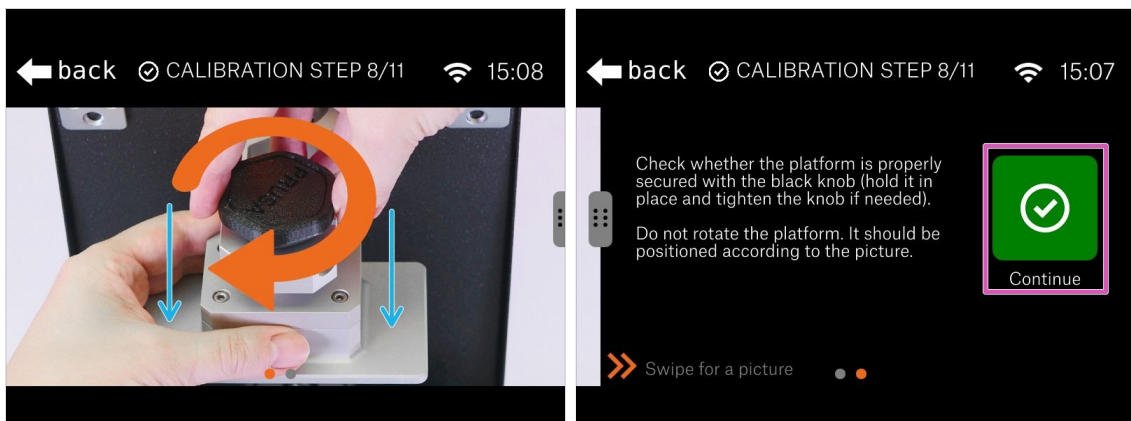 back
CALIBRATION STEP 8/11
15:08
PRUSA
back
CALIBRATION STEP 8/11
15:07
Check whether the platform is properly
secured with the black knob (hold it in
place and tighten the knob if needed).
Do not rotate the platform. It should be
positioned according to the picture.
Continue
Swipe for a picture